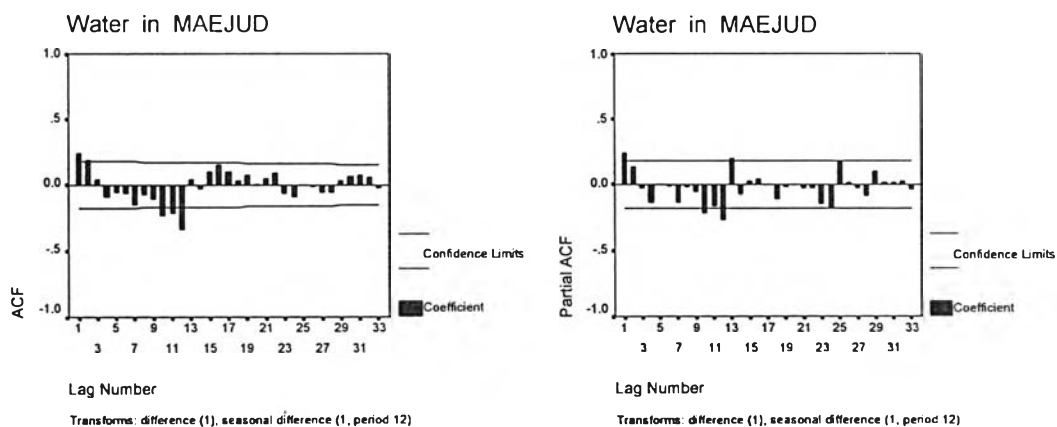 Water in MAEJUD
1.0
.5
0.0
-.5
-1.0
ACF
1 5 9 13 17 21 25 29 33
3 7 11 15 19 23 27 31
Confidence Limits
Coefficient
Lag Number
Transforms: difference (1), seasonal difference (1, period 12)
Water in MAEJUD
1.0
.5
0.0
-.5
-1.0
Partial ACF
1 5 9 13 17 21 25 29 33
3 7 11 15 19 23 27 31
Confidence Limits
Coefficient
Lag Number
Transforms: difference (1), seasonal difference (1, period 12)